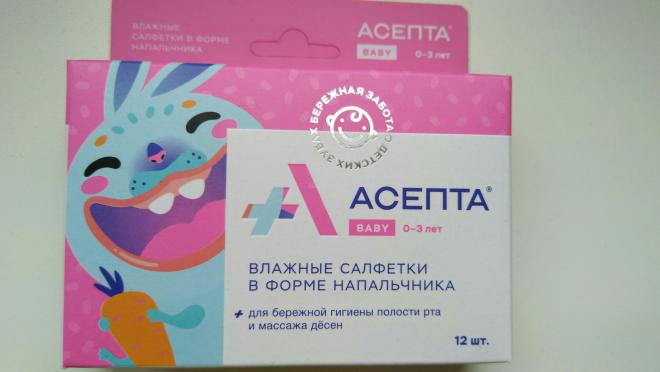 ВЛАЖНЫЕ
САЛФЕТКИ В ФОРМЕ
НАПАЛЬЧНИКА
АСЕПТА®
BABY 0-3 лет
БЕРЕЖНАЯ ЗАБОТА О ДЕТСКИХ ЗУБАХ
АСЕПТА®
BABY 0-3 лет
ВЛАЖНЫЕ САЛФЕТКИ
В ФОРМЕ НАПАЛЬЧНИКА
+ для бережной гигиены полости рта
и массажа дёсен
12 шт.